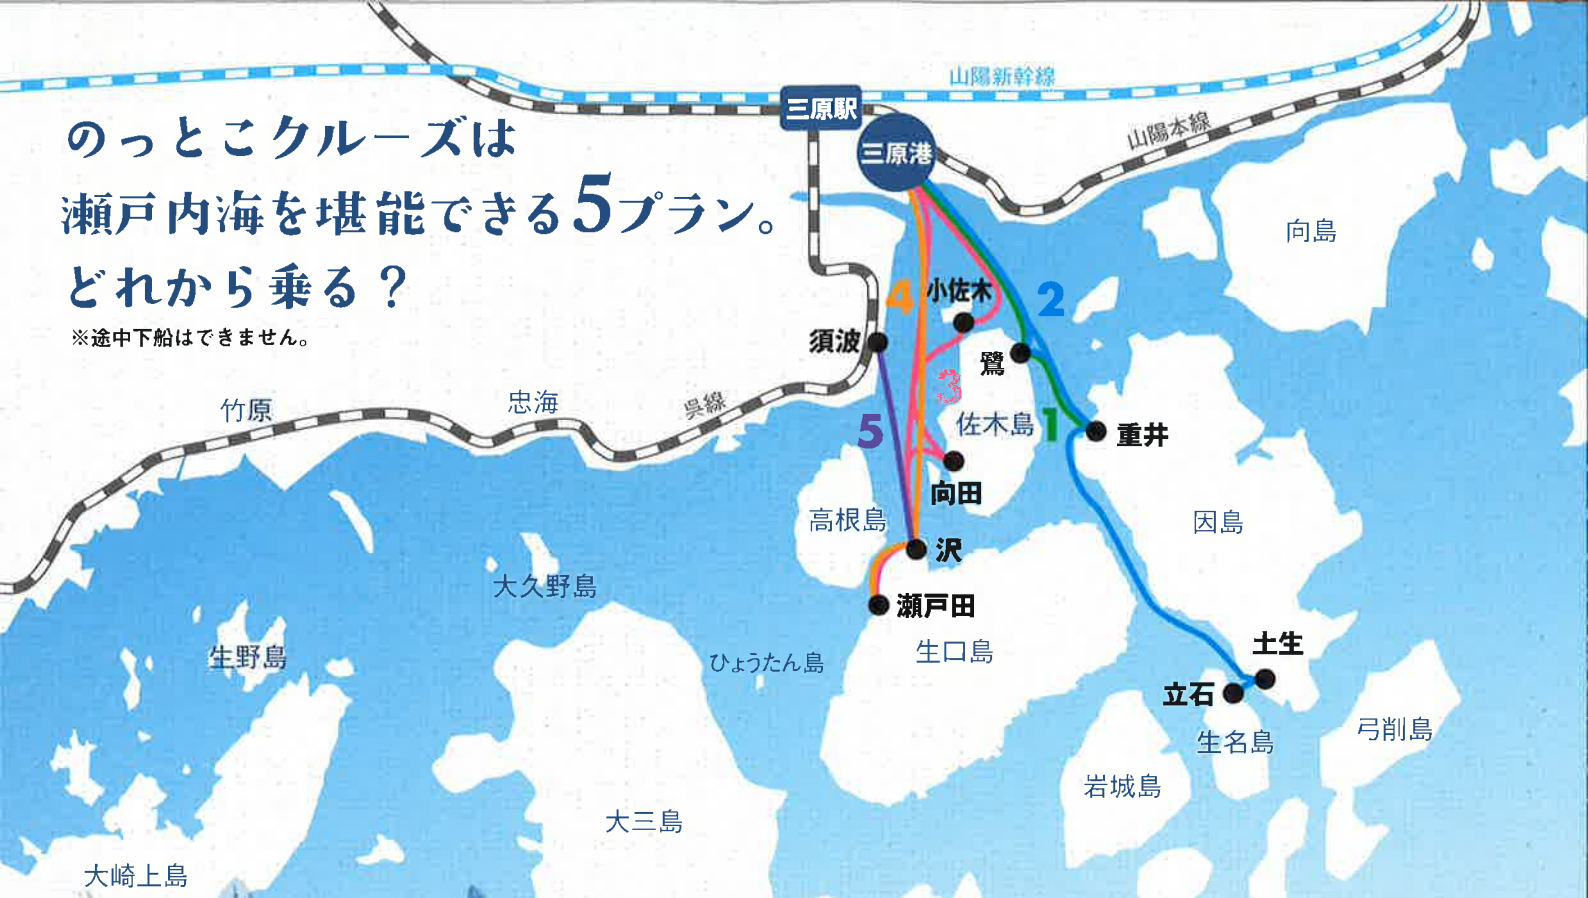 のっとこクルーズは
瀬戸内海を堪能できる5プラン。
どれから乗る？
※途中下船はできません。
山陽新幹線
三原駅
三原港
山陽本線
向島
4
小佐木
2
須波
鷺
3
竹原
忠海
呉線
5
佐木島
1
重井
向田
高根島
因島
沢
大久野島
瀬戸田
生野島
ひょうたん島
生口島
土生
立石
弓削島
生名島
岩城島
大三島
大崎上島